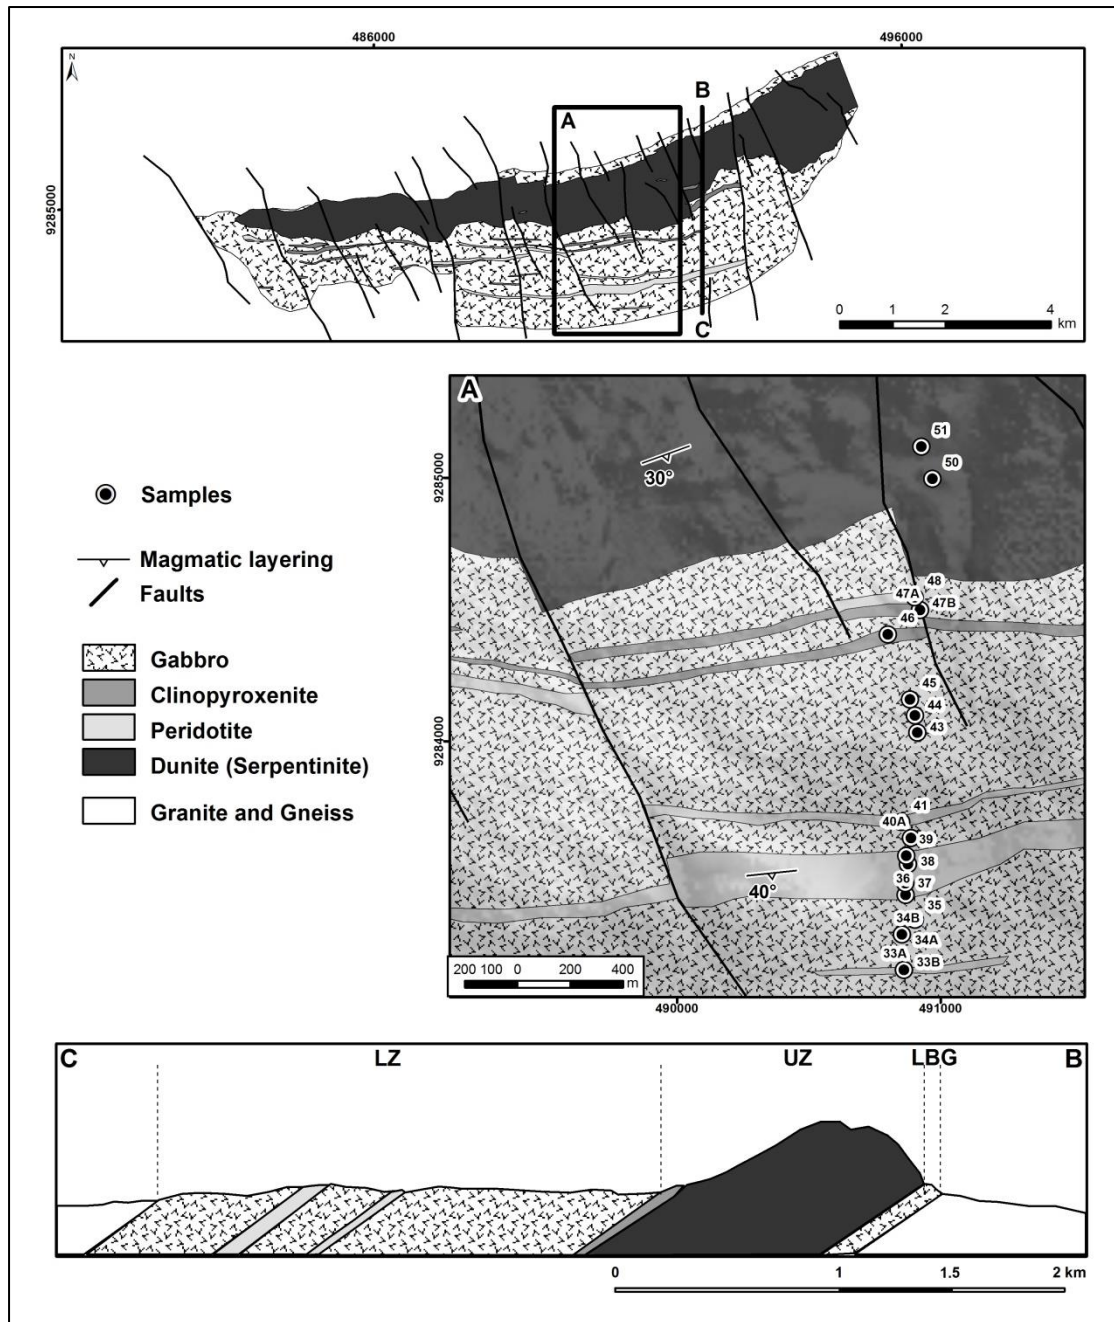 486000
496000
N
B
A
9285000
C
0 1 2 4
km
A
9285000
51
50
30°
Samples
Magmatic layering
Faults
48
47A
47B
46
45
44
43
9284000
Gabbro
Clinopyroxenite
Peridotite
Dunite (Serpentinite)
Granite and Gneiss
41
40A
39
38
36
37
40°
35
34B
34A
33A
33B
200 100 0 200 400
m
490000
491000
C LZ UZ LBG B
0 1 1.5 2 km